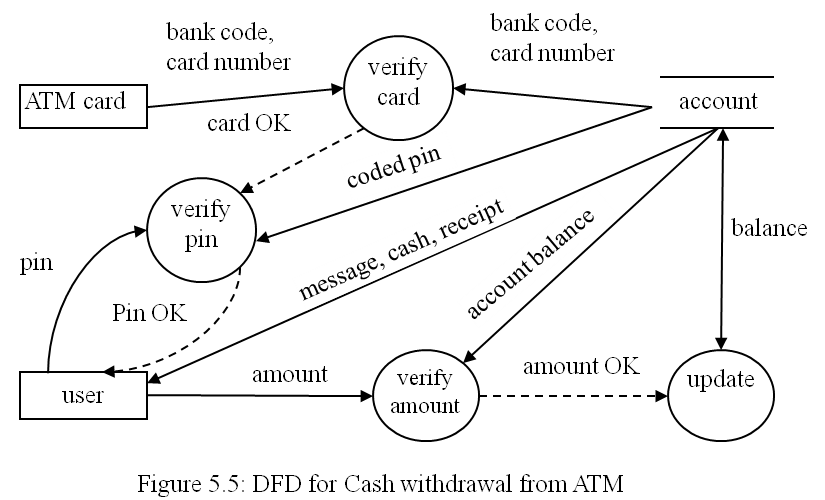 bank code,
card number
bank code,
card number
verify
card
ATM card
account
card OK
coded pin
verify
pin
message, cash, receipt
account balance
balance
pin
Pin OK
user
amount
verify
amount
amount OK
update
Figure 5.5: DFD for Cash withdrawal from ATM